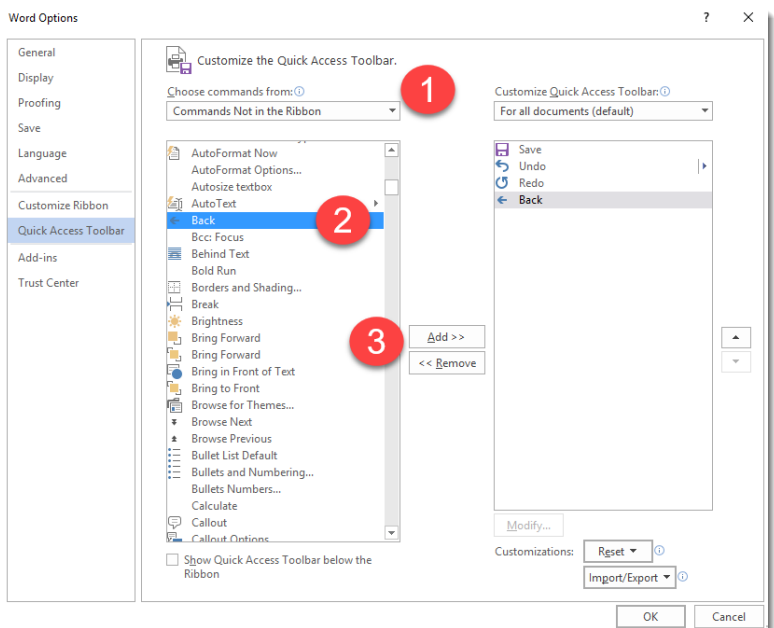 Word Options
?
General
Display
Proofing
Save
Language
Advanced
Customize Ribbon
Quick Access Toolbar
Add-ins
Trust Center
Customize the Quick Access Toolbar.
Choose commands from:
1
Commands Not in the Ribbon
AutoFormat Now
AutoFormat Options...
Autosize textbox
AutoText
Back
2
Bcc: Focus
Behind Text
Bold Run
Borders and Shading...
Break
Brightness
Bring Forward
Bring Forward
Bring in Front of Text
Bring to Front
Browse for Themes...
Browse Next
Browse Previous
Bullet List Default
Bullets and Numbering...
Bullets Numbers...
Calculate
Callout
Callout Options
Show Quick Access Toolbar below the
Ribbon
3
Add >>
<< Remove
Customize Quick Access Toolbar:
For all documents (default)
Save
Undo
Redo
Back
Modify...
Customizations:
Reset
Import/Export
OK
Cancel